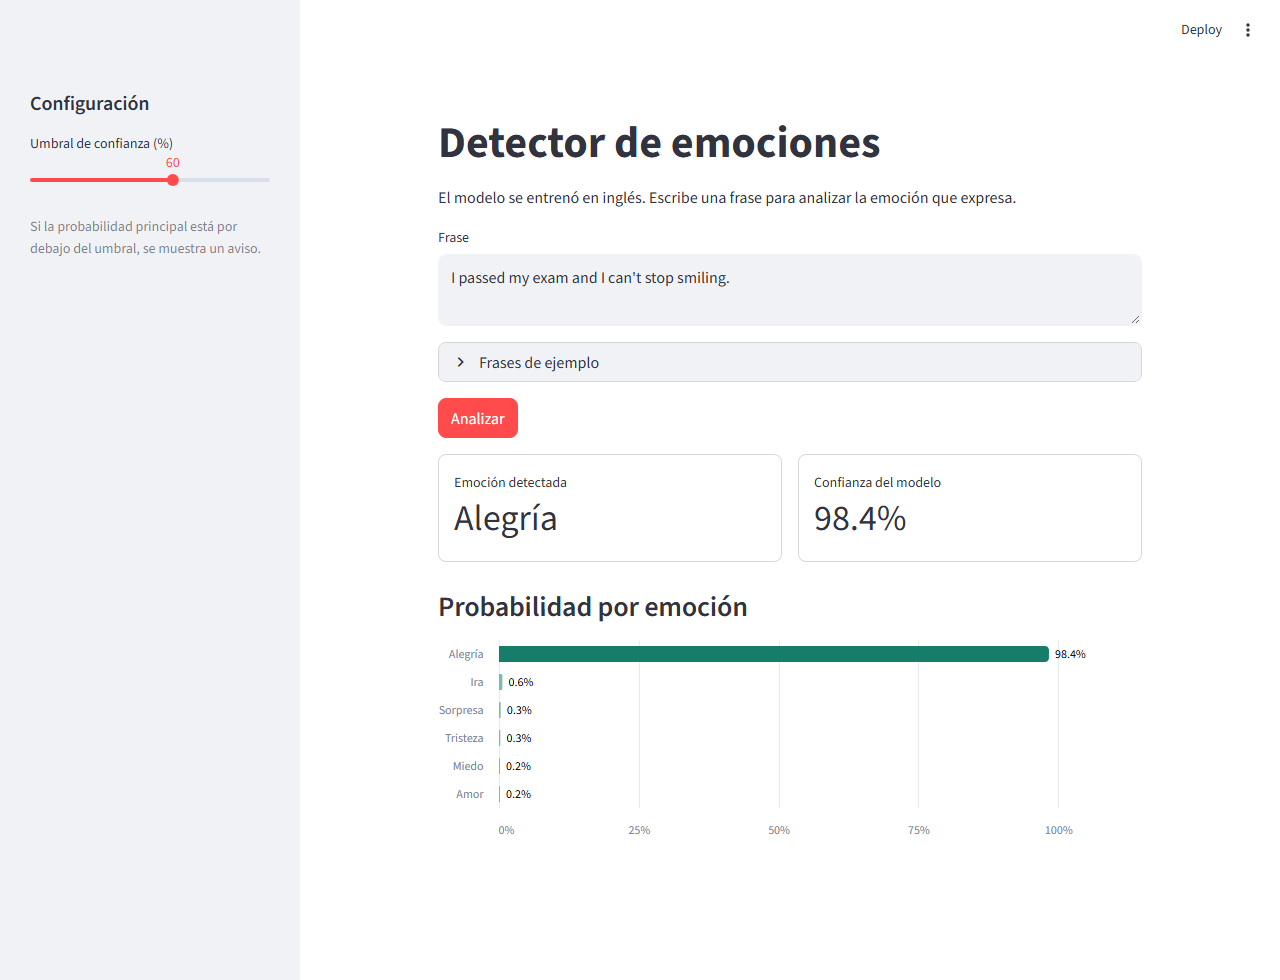 Deploy
Configuración
Umbral de confianza (%)
60
Si la probabilidad principal está por
debajo del umbral, se muestra un aviso.
Detector de emociones
El modelo se entrenó en inglés. Escribe una frase para analizar la emoción que expresa.
Frase
I passed my exam and I can't stop smiling.
Frases de ejemplo
Analizar
Emoción detectada
Alegría
Confianza del modelo
98.4%
Probabilidad por emoción
Alegría 98.4%
Ira 0.6%
Sorpresa 0.3%
Tristeza 0.3%
Miedo 0.2%
Amor 0.2%
0% 25% 50% 75% 100%